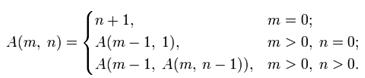 A(m, n) = { n + 1, m = 0;
A(m − 1, 1), m > 0, n = 0;
A(m − 1, A(m, n − 1)), m > 0, n > 0.